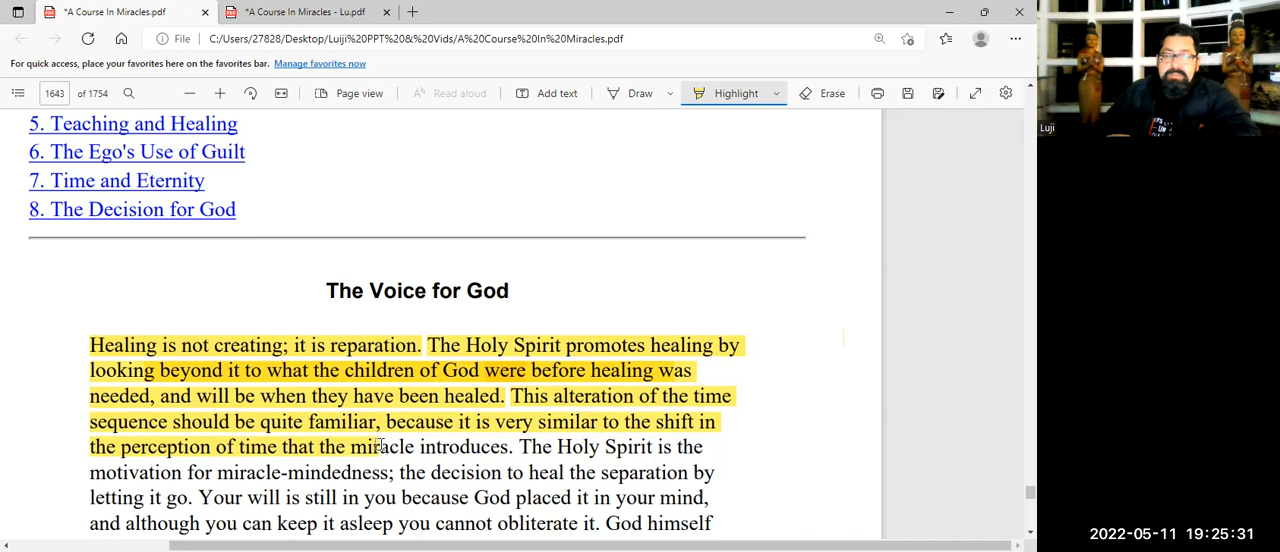 *A Course In Miracles.pdf
*A Course In Miracles - Lu.pdf
File
C:/Users/27828/Desktop/Luiji%20PPT%20&%20Vids/A%20Course%20In%20Miracles.pdf
For quick access, place your favorites here on the favorites bar. Manage favorites now
1643 of 1754
Page view
Read aloud
Add text
Draw
Highlight
Erase
5. Teaching and Healing
6. The Ego's Use of Guilt
7. Time and Eternity
8. The Decision for God
The Voice for God
Healing is not creating; it is reparation. The Holy Spirit promotes healing by
looking beyond it to what the children of God were before healing was
needed, and will be when they have been healed. This alteration of the time
sequence should be quite familiar, because it is very similar to the shift in
the perception of time that the miracle introduces. The Holy Spirit is the
motivation for miracle-mindedness; the decision to heal the separation by
letting it go. Your will is still in you because God placed it in your mind,
and although you can keep it asleep you cannot obliterate it. God himself
Luji
2022-05-11 19:25:31